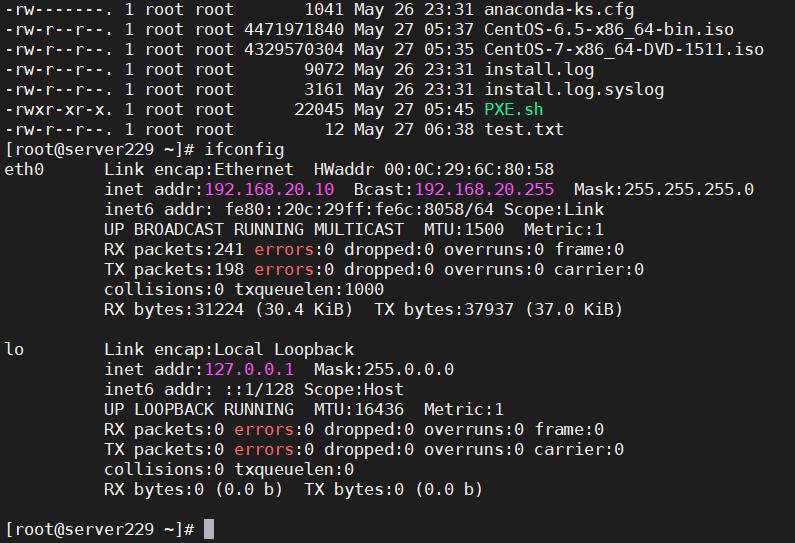 -rw-------. 1 root root       1041 May 26 23:31 anaconda-ks.cfg
-rw-r--r--. 1 root root 4471971840 May 27 05:37 CentOS-6.5-x86_64-bin.iso
-rw-r--r--. 1 root root 4329570304 May 27 05:35 CentOS-7-x86_64-DVD-1511.iso
-rw-r--r--. 1 root root       9072 May 26 23:31 install.log
-rw-r--r--. 1 root root       3161 May 26 23:31 install.log.syslog
-rwxr-xr-x. 1 root root      22045 May 27 05:45 PXE.sh
-rw-r--r--. 1 root root         12 May 27 06:38 test.txt
[root@server229 ~]# ifconfig
eth0      Link encap:Ethernet  HWaddr 00:0C:29:6C:80:58
          inet addr:192.168.20.10  Bcast:192.168.20.255  Mask:255.255.255.0
          inet6 addr: fe80::20c:29ff:fe6c:8058/64 Scope:Link
          UP BROADCAST RUNNING MULTICAST  MTU:1500  Metric:1
          RX packets:241 errors:0 dropped:0 overruns:0 frame:0
          TX packets:198 errors:0 dropped:0 overruns:0 carrier:0
          collisions:0 txqueuelen:1000
          RX bytes:31224 (30.4 KiB)  TX bytes:37937 (37.0 KiB)

lo        Link encap:Local Loopback
          inet addr:127.0.0.1  Mask:255.0.0.0
          inet6 addr: ::1/128 Scope:Host
          UP LOOPBACK RUNNING  MTU:16436  Metric:1
          RX packets:0 errors:0 dropped:0 overruns:0 frame:0
          TX packets:0 errors:0 dropped:0 overruns:0 carrier:0
          collisions:0 txqueuelen:0
          RX bytes:0 (0.0 b)  TX bytes:0 (0.0 b)

[root@server229 ~]#